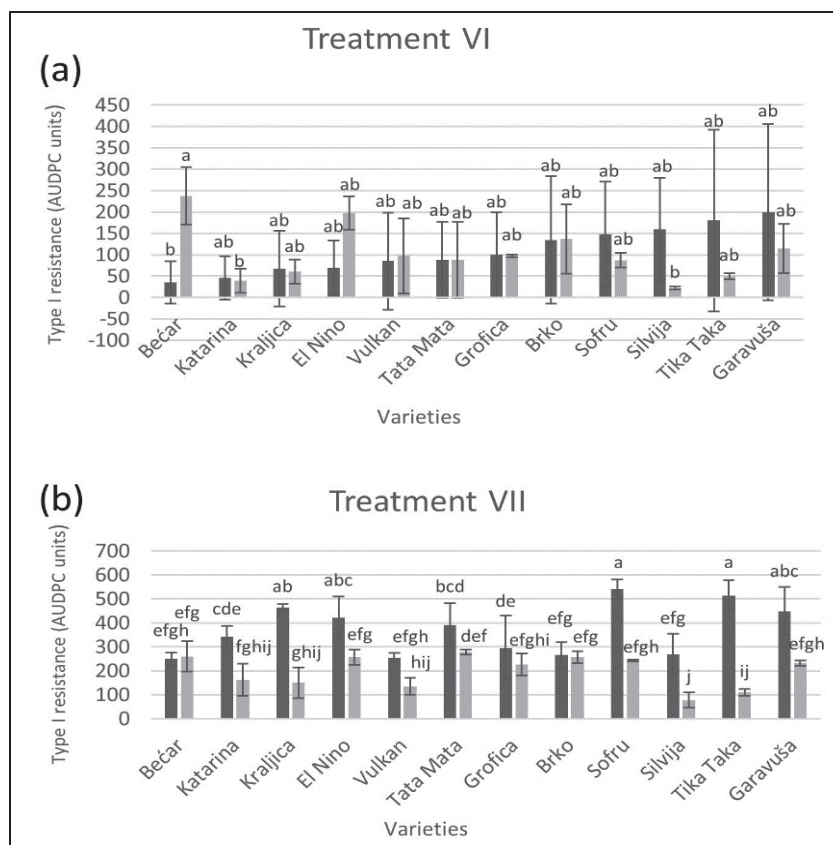 Treatment VI
(a)
Type I resistance (AUDPC units)
450
400
350
300
250
200
150
100
50
0
-50
-100
b a
ab b
ab ab
ab ab
ab ab
ab ab
ab ab
ab ab
ab ab
ab b
ab ab
ab ab
Bećar
Katarina
Kraljica
El Nino
Vulkan
Tata Mata
Grofica
Brko
Sofru
Silvija
Tika Taka
Garavuša
Varieties
(b)
Treatment VII
Type I resistance (AUDPC units)
700
600
500
400
300
200
100
0
efgh efg
cde fghij
ab ghij
abc efg
efgh hij
bcd def
de efghi
efg efg
a efgh
efg j
a ij
abc efgh
Bećar
Katarina
Kraljica
El Nino
Vulkan
Tata Mata
Grofica
Brko
Sofru
Silvija
Tika Taka
Garavuša
Varieties